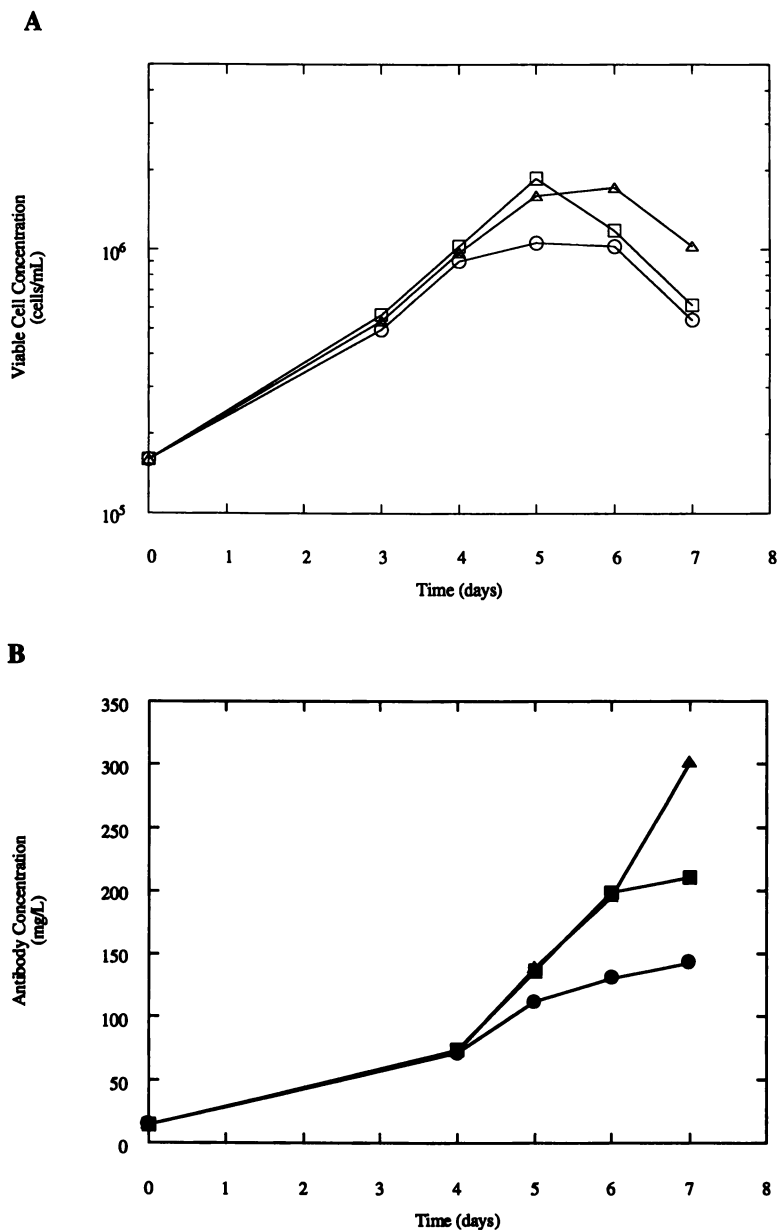 A
Viable Cell Concentration
(cells/mL)
10^6
10^5
0 1 2 3 4 5 6 7 8
Time (days)
B
Antibody Concentration
(mg/L)
350
300
250
200
150
100
50
0
0 1 2 3 4 5 6 7 8
Time (days)